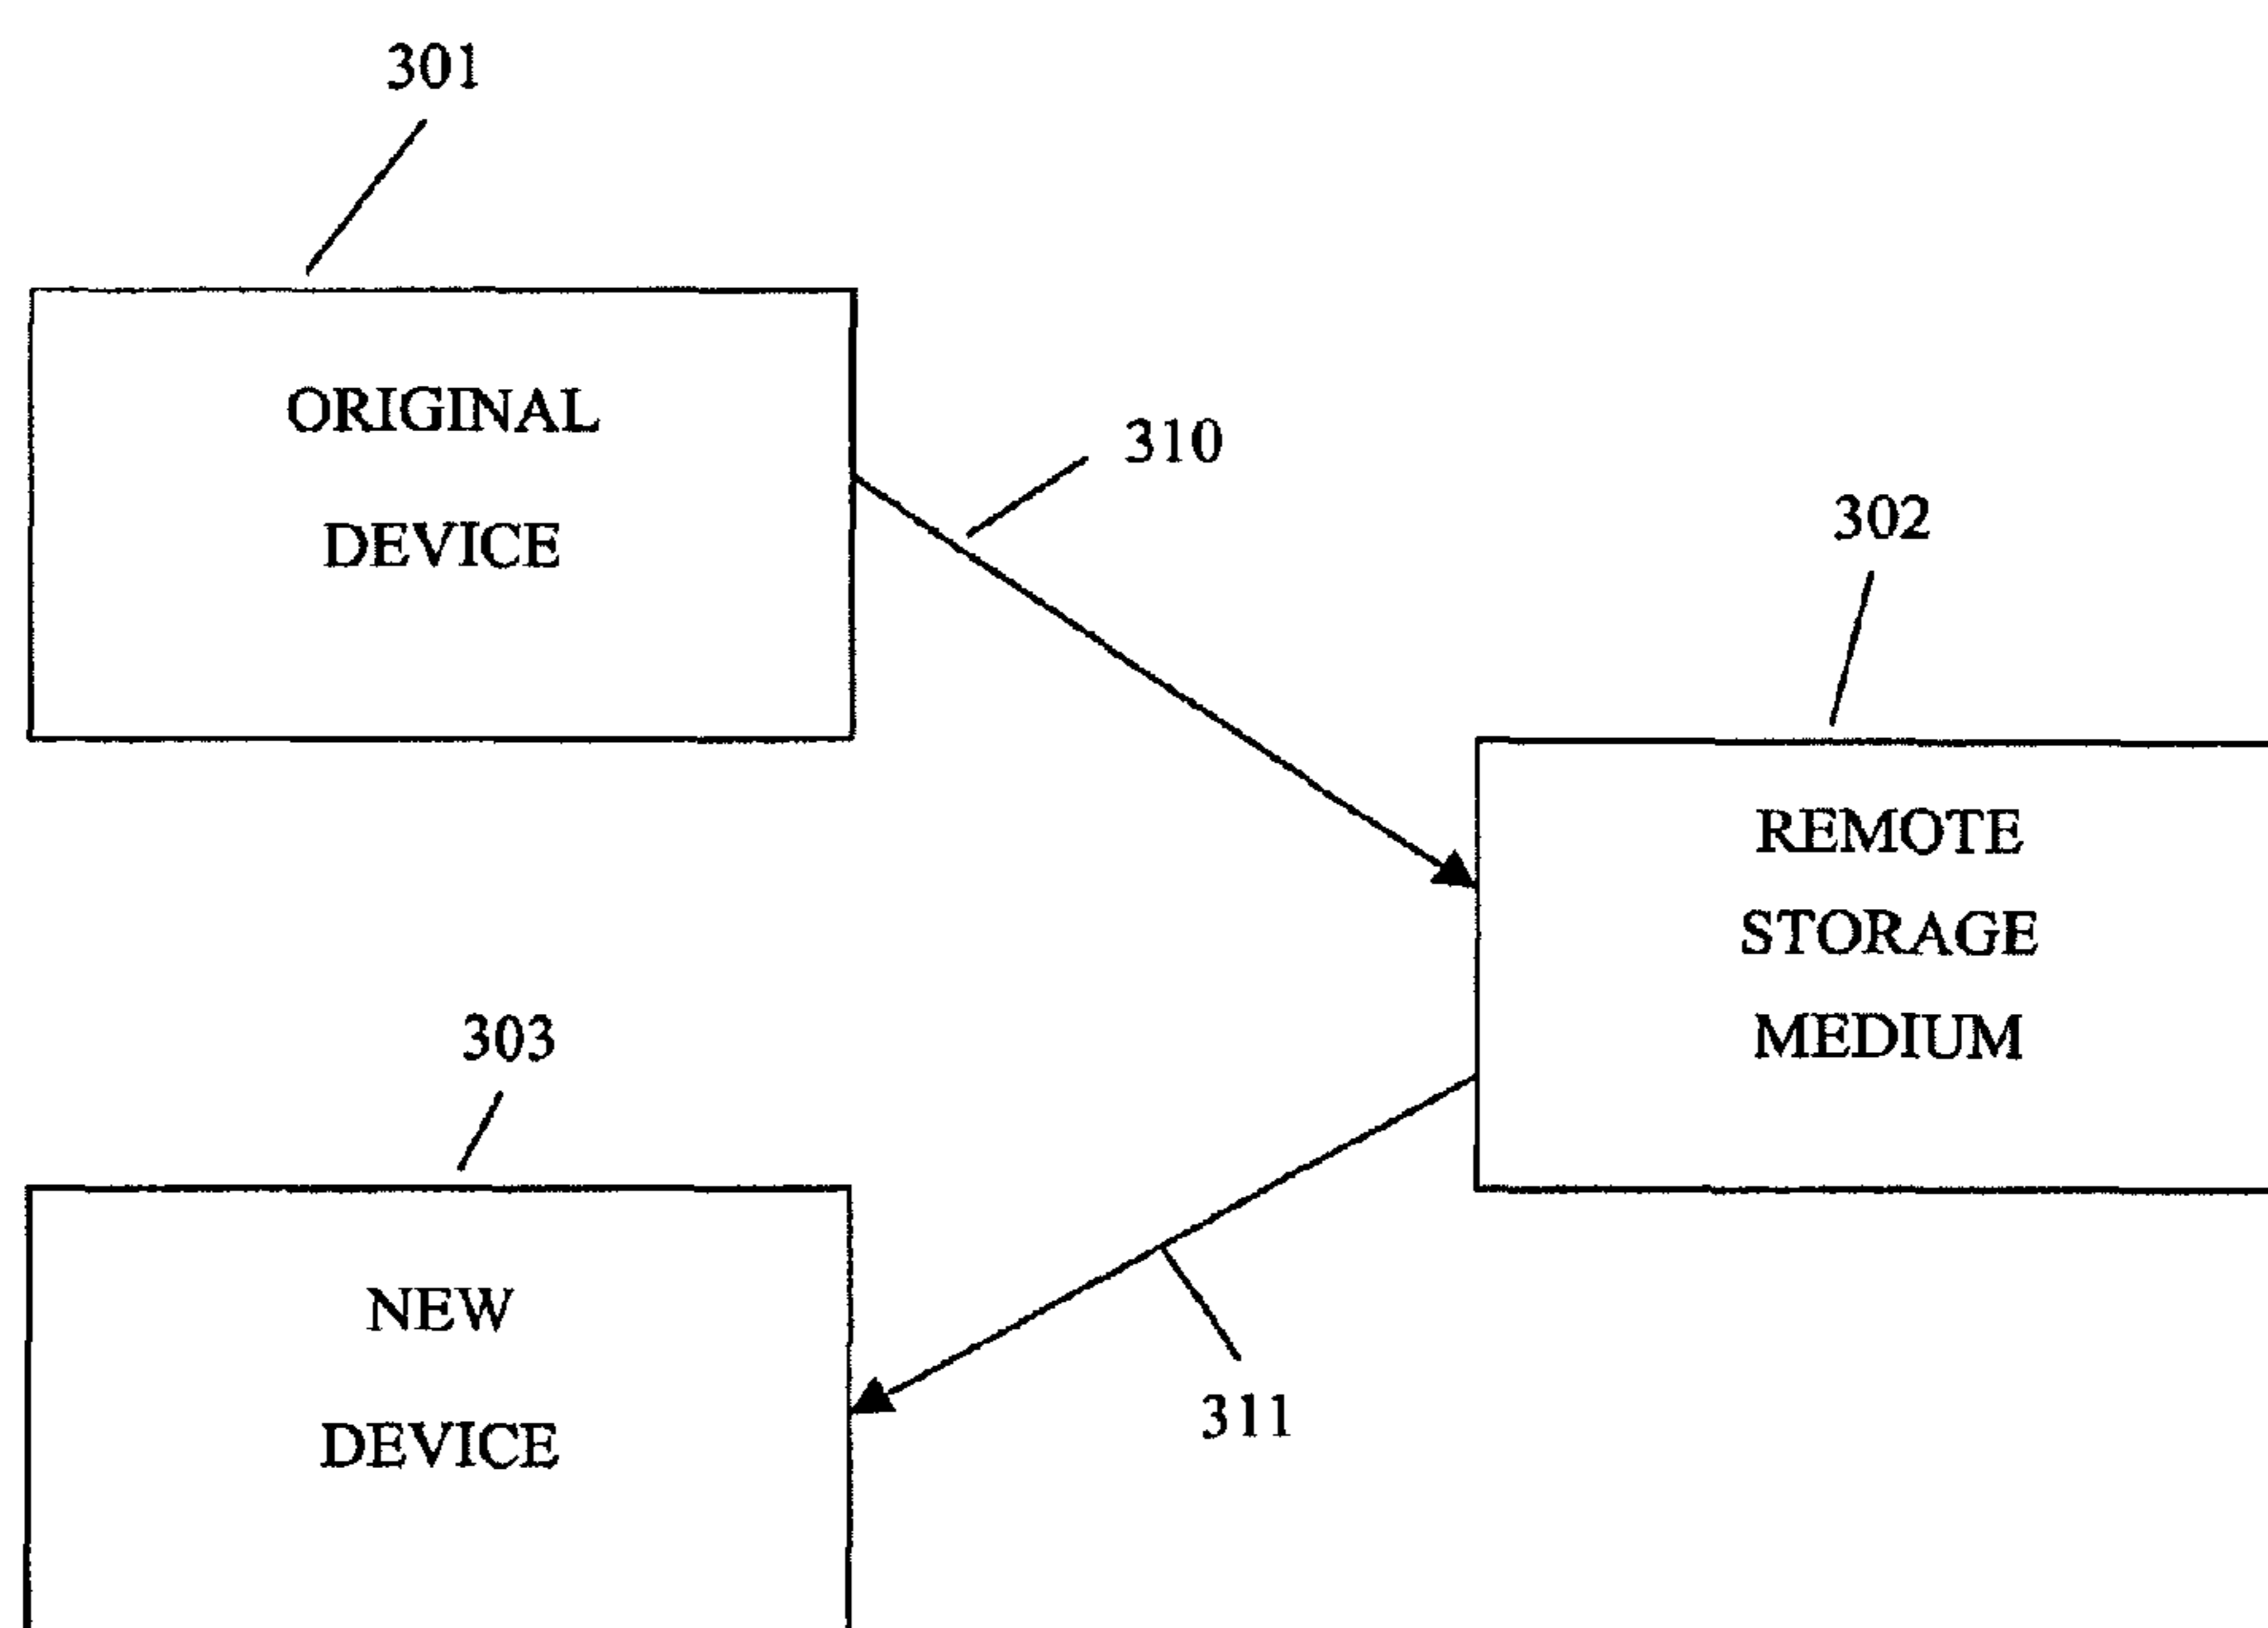 301
ORIGINAL
DEVICE
310
302
REMOTE
STORAGE
MEDIUM
303
NEW
DEVICE
311